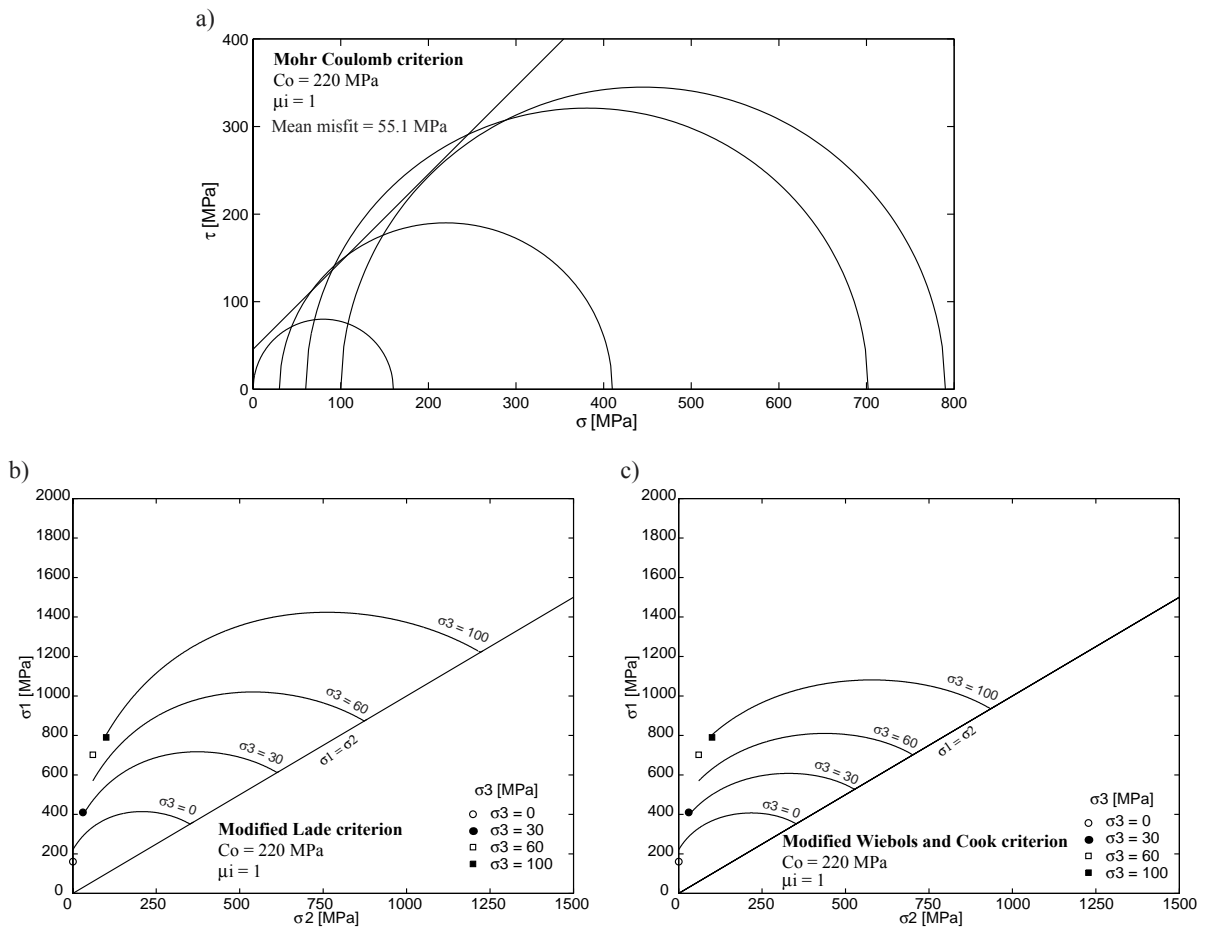 a)
Mohr Coulomb criterion
Co = 220 MPa
μi = 1
Mean misfit = 55.1 MPa
τ [MPa]
400
300
200
100
0
0 100 200 300 400 500 600 700 800
σ [MPa]
b)
σ1 [MPa]
2000
1800
1600
1400
1200
1000
800
600
400
200
0
σ3 = 100
σ3 = 60
σ3 = 30
σ3 = 0
σ1 = σ2
Modified Lade criterion
Co = 220 MPa
μi = 1
σ3 [MPa]
σ3 = 0
σ3 = 30
σ3 = 60
σ3 = 100
0 250 500 750 1000 1250 1500
σ2 [MPa]
c)
σ1 [MPa]
2000
1800
1600
1400
1200
1000
800
600
400
200
0
σ3 = 100
σ3 = 60
σ3 = 30
σ3 = 0
σ1 = σ2
Modified Wiebols and Cook criterion
Co = 220 MPa
μi = 1
σ3 [MPa]
σ3 = 0
σ3 = 30
σ3 = 60
σ3 = 100
0 250 500 750 1000 1250 1500
σ2 [MPa]